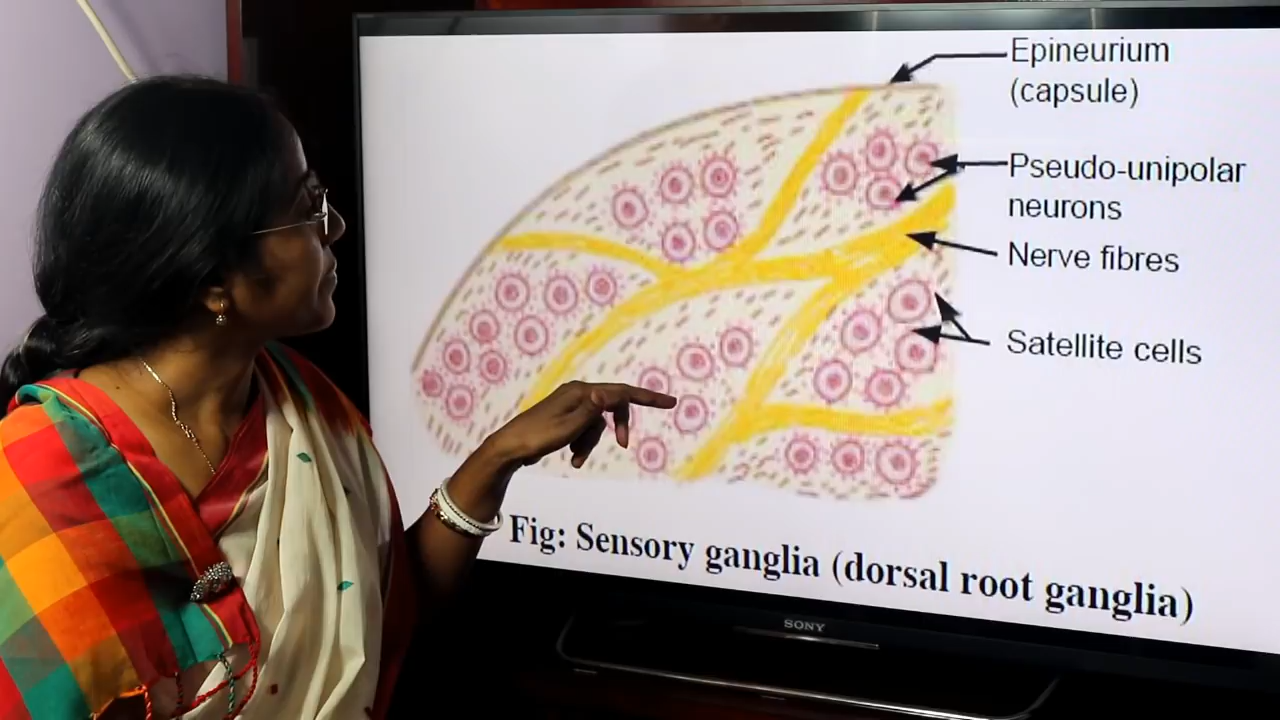 Epineurium
(capsule)
Pseudo-unipolar
neurons
Nerve fibres
Satellite cells
Fig: Sensory ganglia (dorsal root ganglia)
SONY